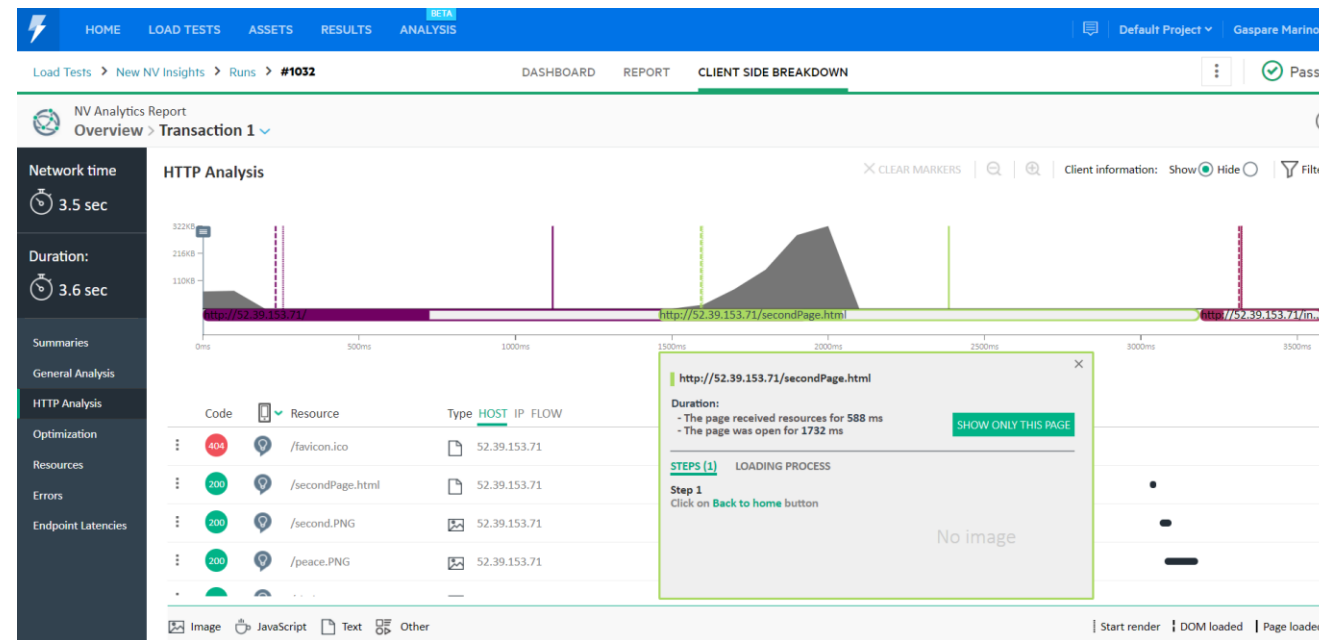 BETA
HOME LOAD TESTS ASSETS RESULTS ANALYSIS Default Project Gaspare Marino
Load Tests > New NV Insights > Runs > #1032 DASHBOARD REPORT CLIENT SIDE BREAKDOWN Pass
NV Analytics Report
Overview > Transaction 1
Network time
3.5 sec
Duration:
3.6 sec
Summaries
General Analysis
HTTP Analysis
Optimization
Resources
Errors
Endpoint Latencies
HTTP Analysis CLEAR MARKERS Client information: Show Hide Filte
322KB
216KB
110KB
http://52.39.153.71/ http://52.39.153.71/secondPage.html http://52.39.153.71/in...
0ms 500ms 1000ms 1500ms 2000ms 2500ms 3000ms 3500ms
Code Resource Type HOST IP FLOW
404 /favicon.ico 52.39.153.71
200 /secondPage.html 52.39.153.71
200 /second.PNG 52.39.153.71
200 /peace.PNG 52.39.153.71
http://52.39.153.71/secondPage.html
Duration:
- The page received resources for 588 ms
- The page was open for 1732 ms
SHOW ONLY THIS PAGE
STEPS (1) LOADING PROCESS
Step 1
Click on Back to home button
No image
Image JavaScript Text Other Start render DOM loaded Page loaded